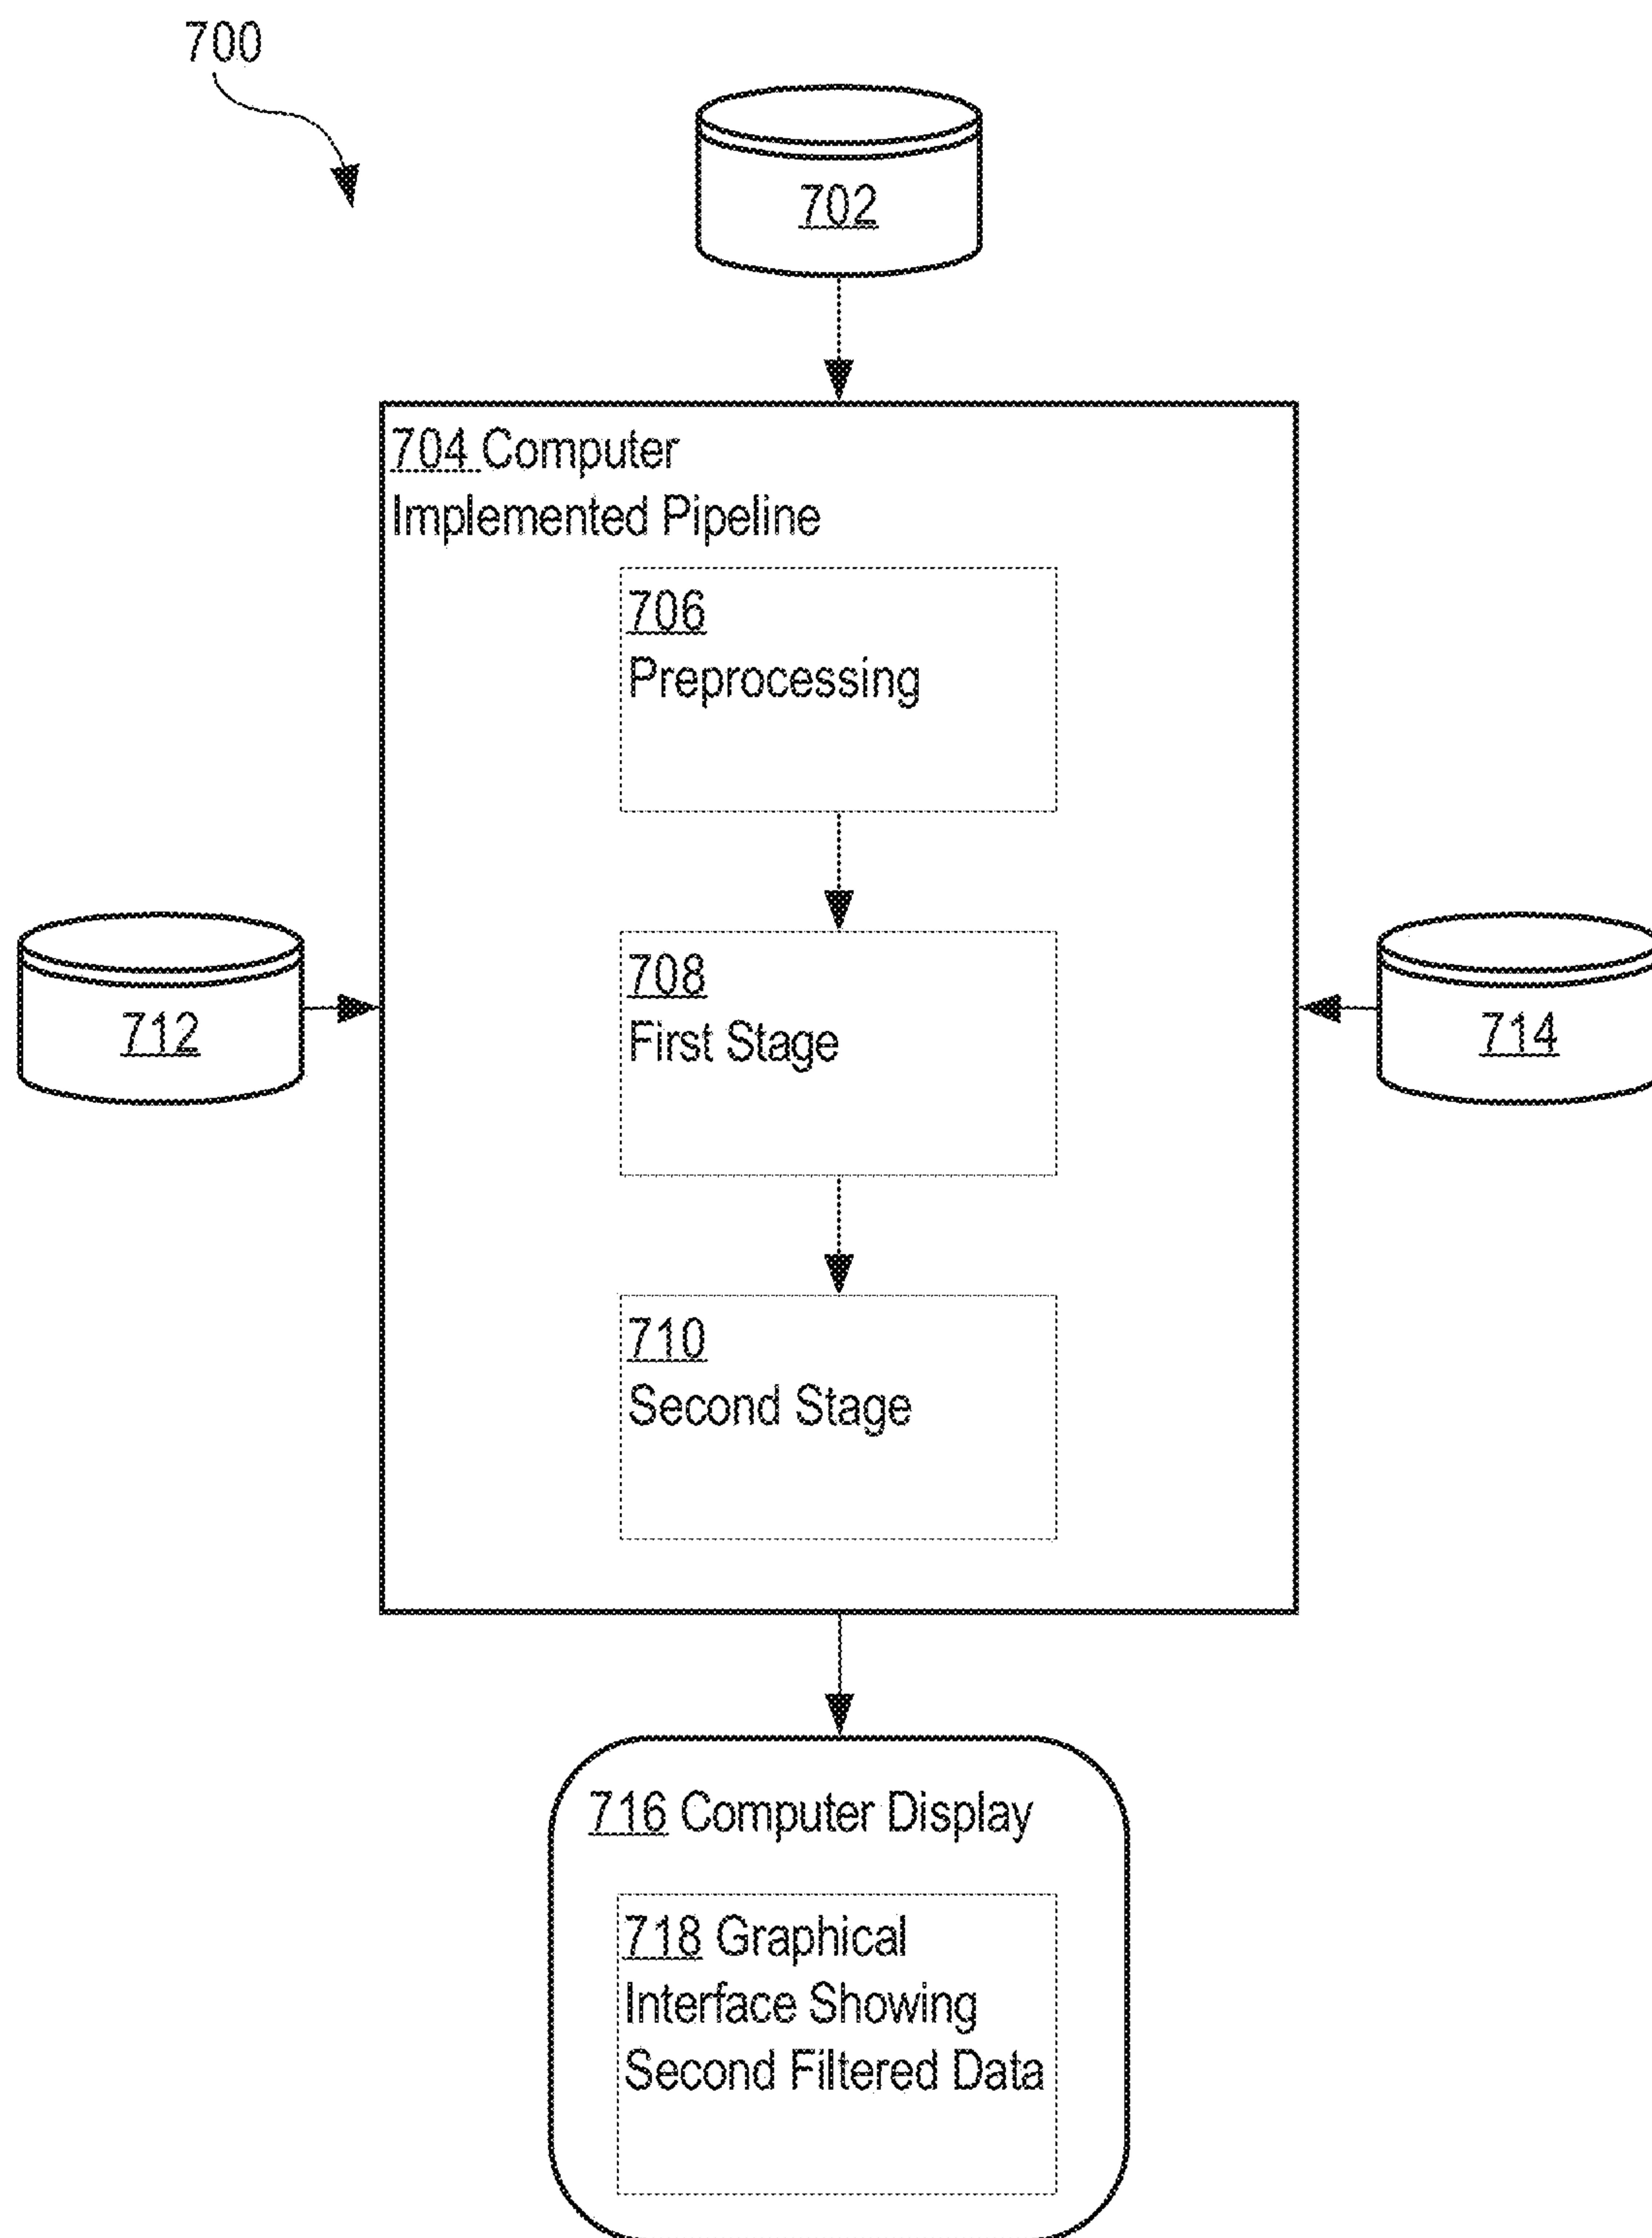 700
702
704 Computer
Implemented Pipeline
706
Preprocessing
708
First Stage
712
714
710
Second Stage
716 Computer Display
718 Graphical
Interface Showing
Second Filtered Data